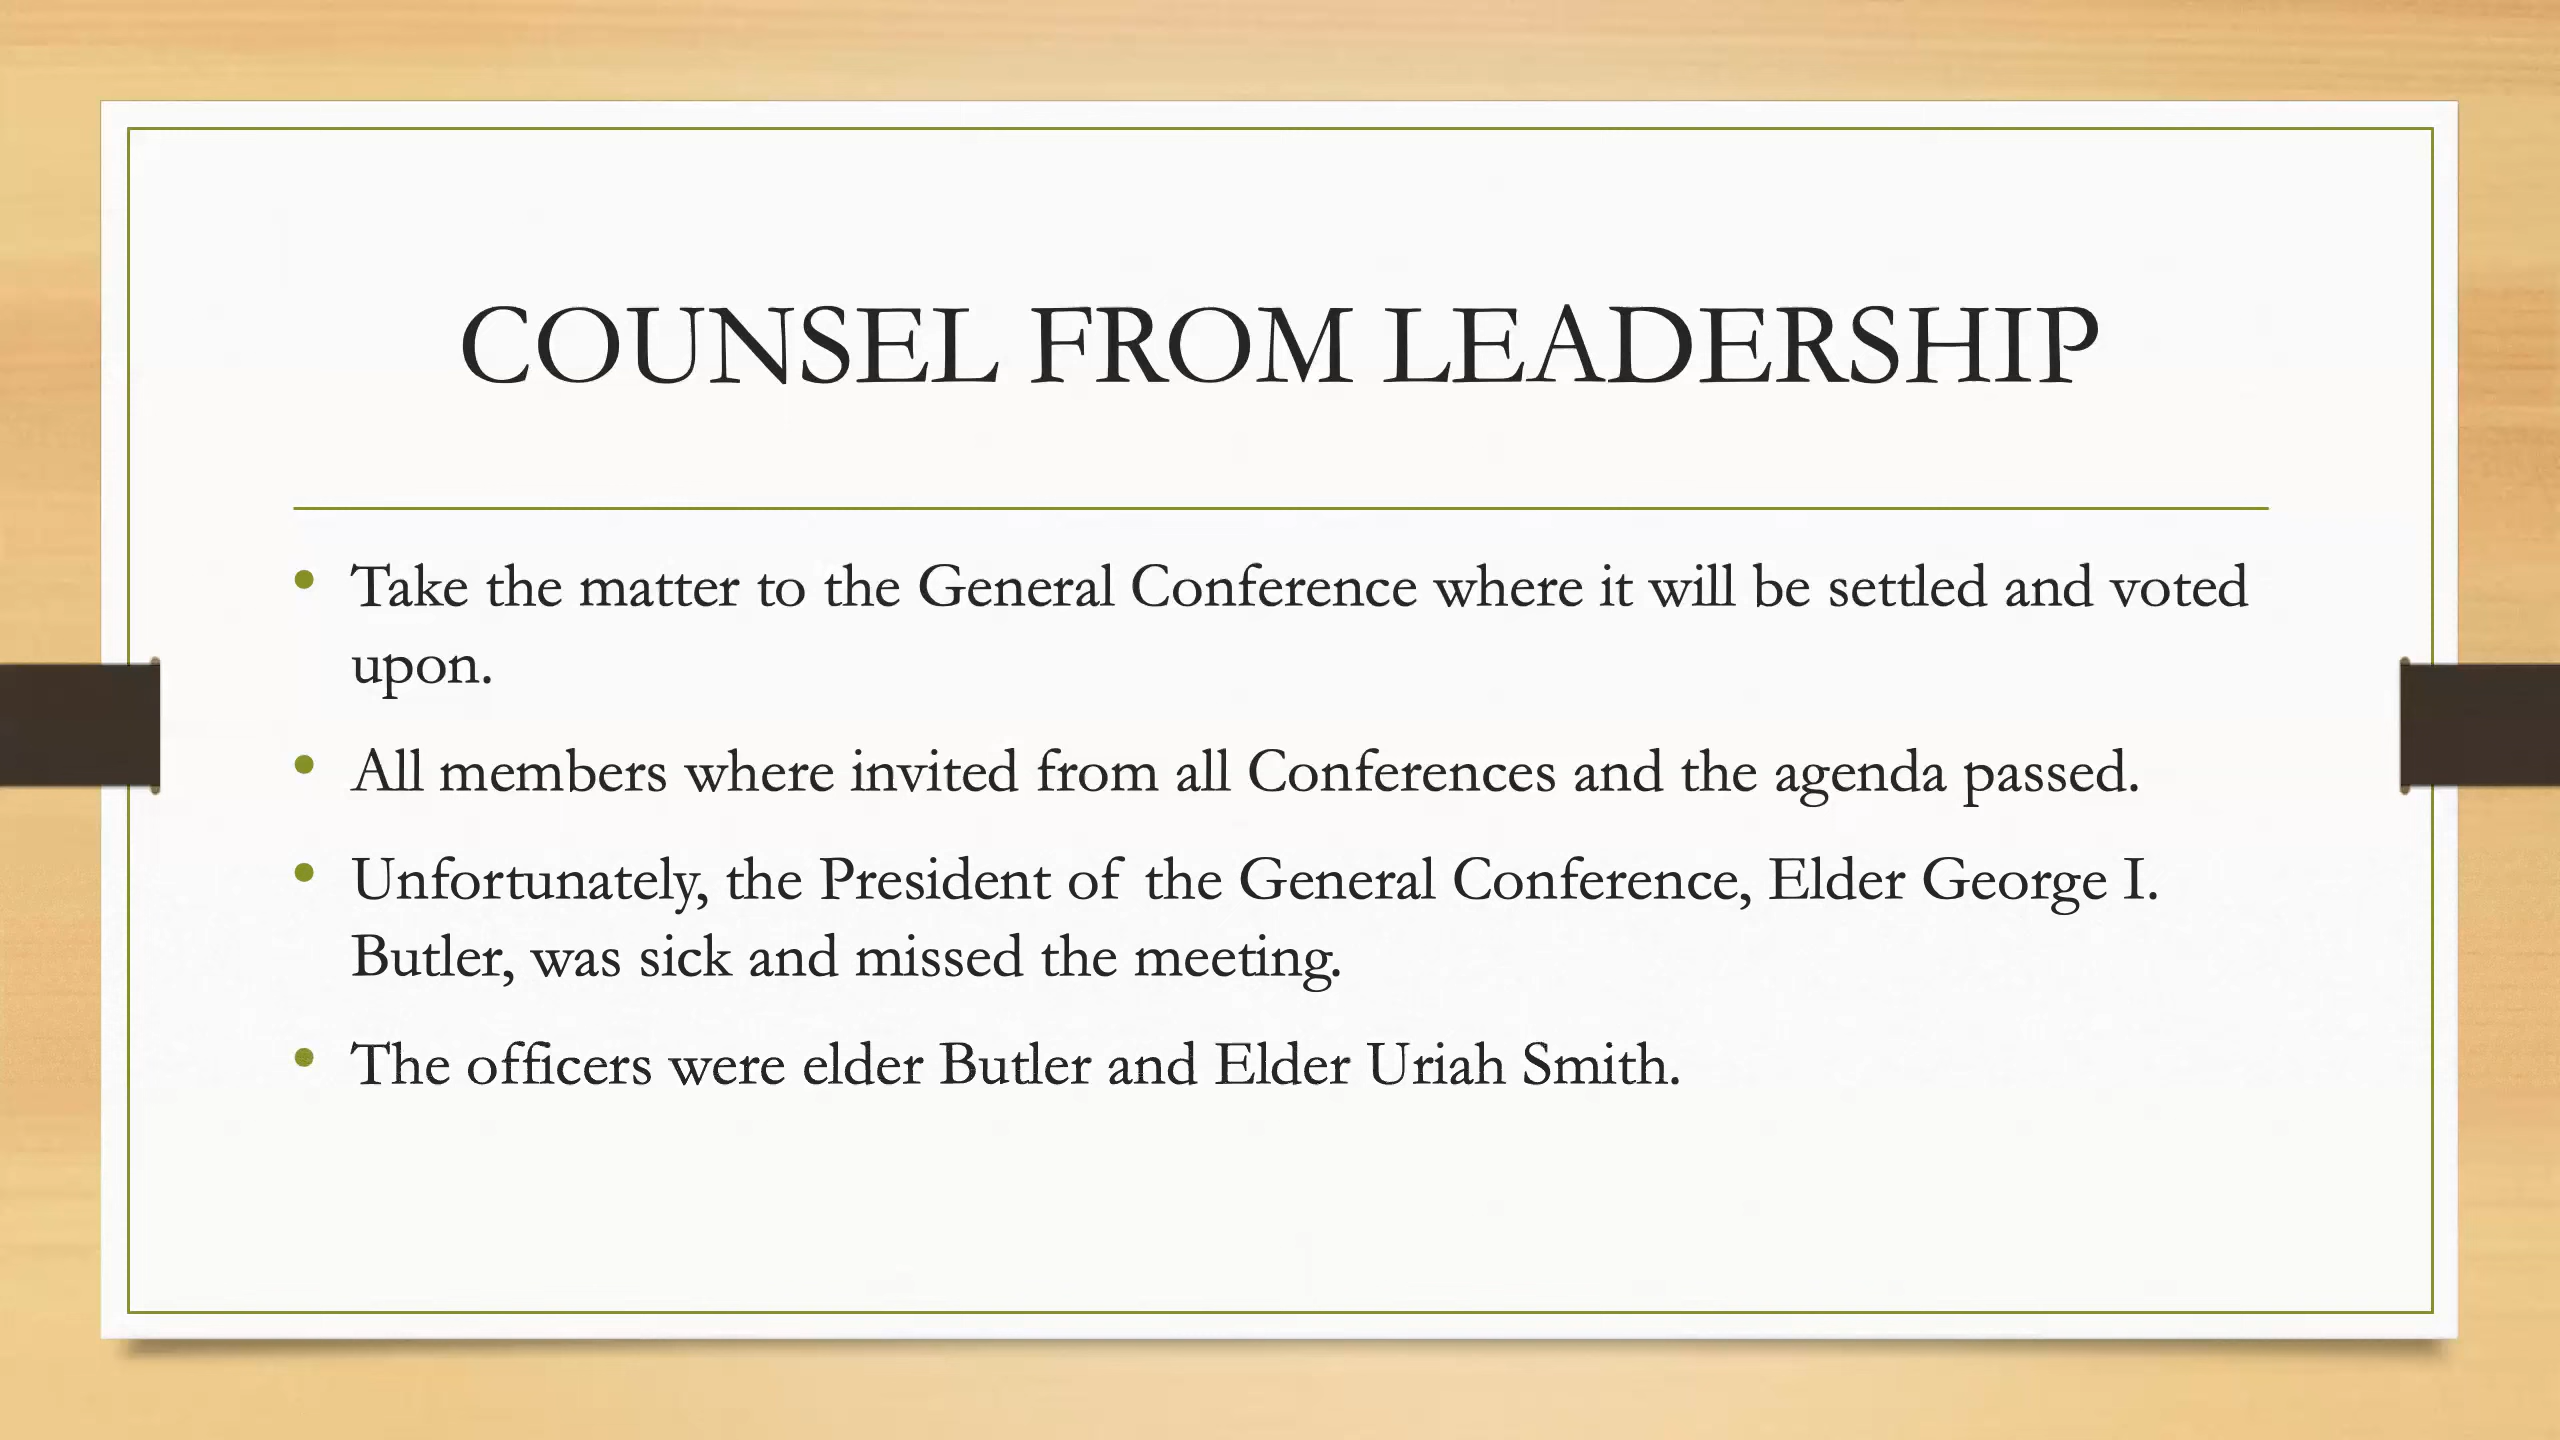 COUNSEL FROM LEADERSHIP
• Take the matter to the General Conference where it will be settled and voted
upon.
• All members where invited from all Conferences and the agenda passed.
• Unfortunately, the President of the General Conference, Elder George I.
Butler, was sick and missed the meeting.
• The officers were elder Butler and Elder Uriah Smith.